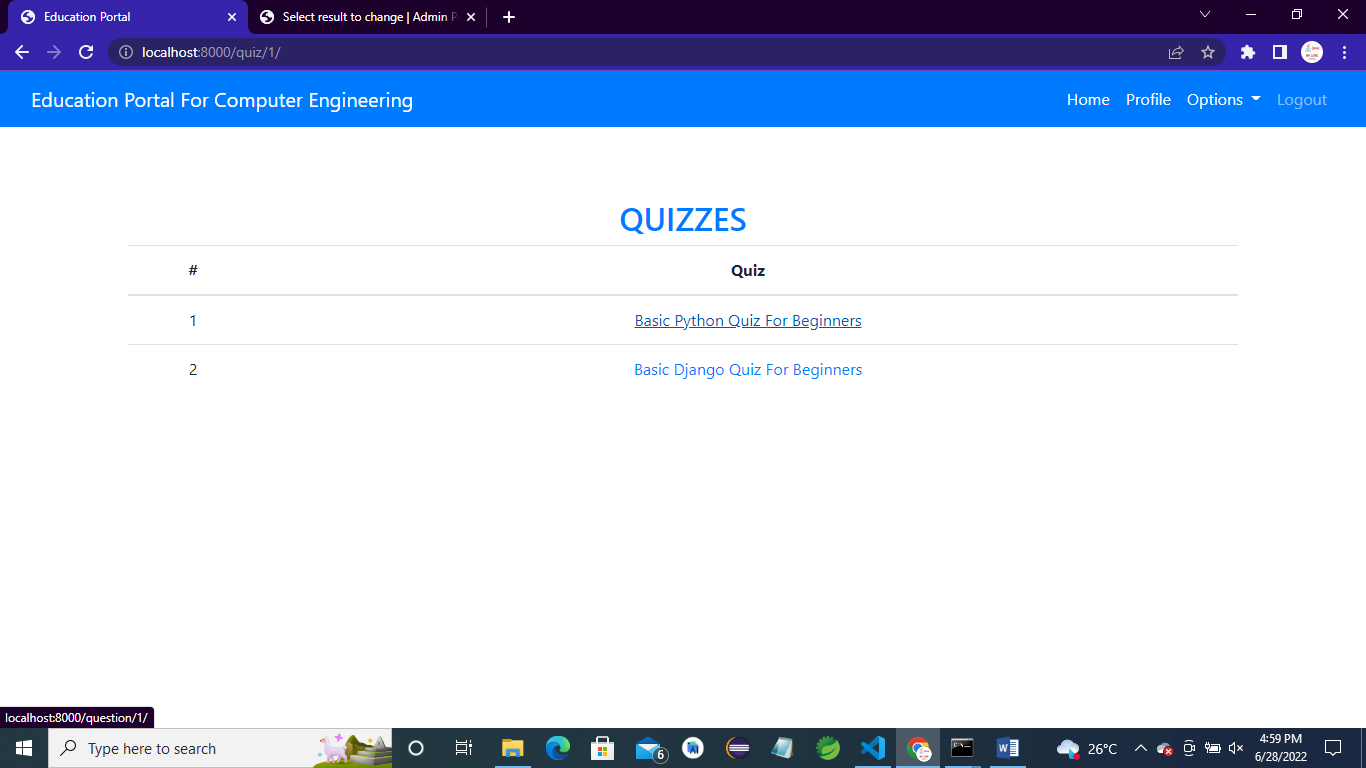 Education Portal
Select result to change | Admin P
localhost:8000/quiz/1/
Education Portal For Computer Engineering
Home Profile Options Logout
QUIZZES
# Quiz
1 Basic Python Quiz For Beginners
2 Basic Django Quiz For Beginners
localhost:8000/question/1/
Type here to search
6
26°C
4:59 PM
6/28/2022